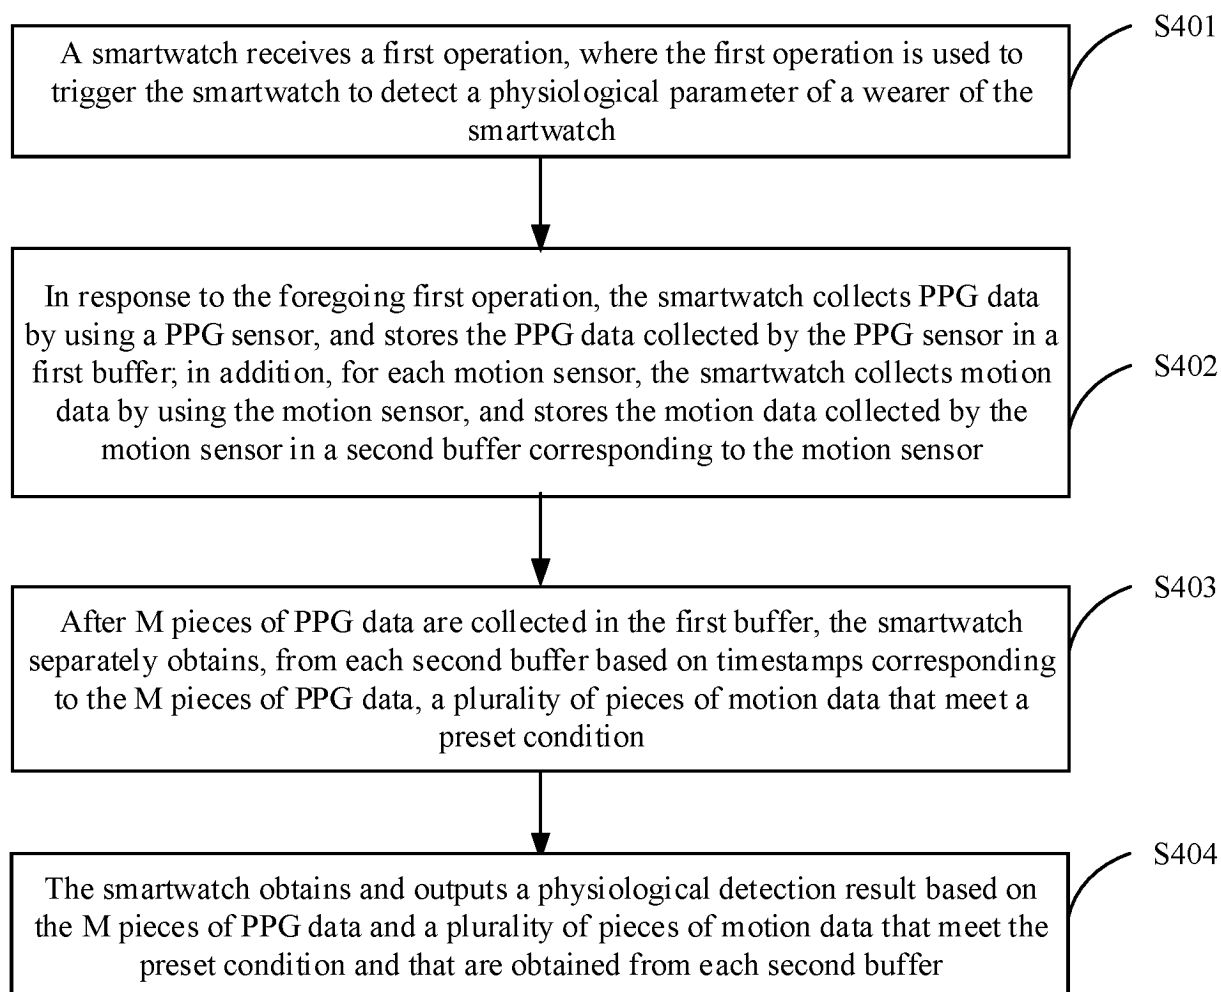 S401
A smartwatch receives a first operation, where the first operation is used to
trigger the smartwatch to detect a physiological parameter of a wearer of the
smartwatch
In response to the foregoing first operation, the smartwatch collects PPG data
by using a PPG sensor, and stores the PPG data collected by the PPG sensor in a
first buffer; in addition, for each motion sensor, the smartwatch collects motion
data by using the motion sensor, and stores the motion data collected by the
motion sensor in a second buffer corresponding to the motion sensor
S402
After M pieces of PPG data are collected in the first buffer, the smartwatch
separately obtains, from each second buffer based on timestamps corresponding
to the M pieces of PPG data, a plurality of pieces of motion data that meet a
preset condition
S403
The smartwatch obtains and outputs a physiological detection result based on
the M pieces of PPG data and a plurality of pieces of motion data that meet the
preset condition and that are obtained from each second buffer
S404